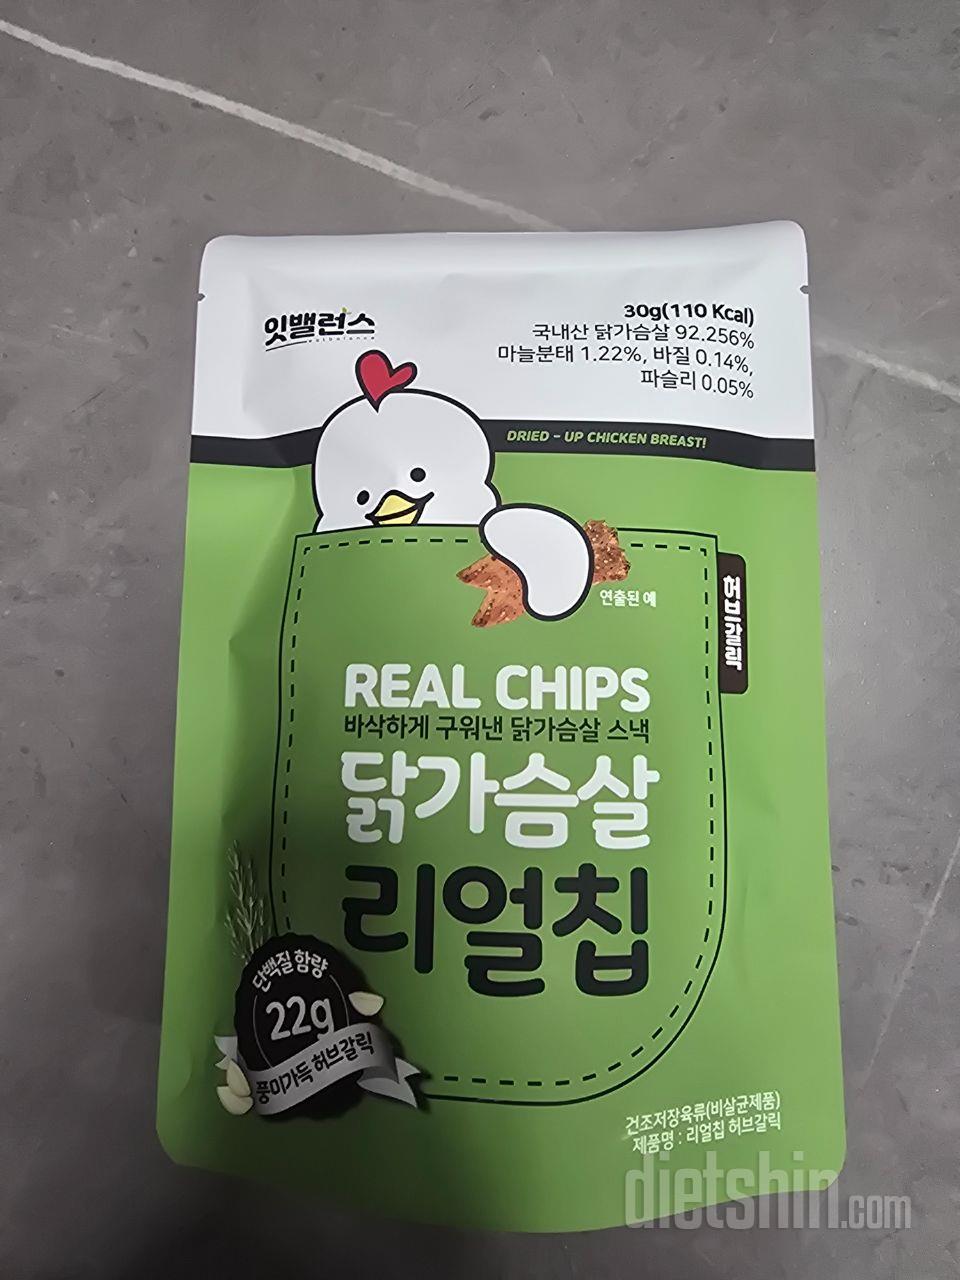 잇밸런스
eatbalance
30g(110 Kcal)
국내산 닭가슴살 92.256%
마늘분태 1.22%, 바질 0.14%,
파슬리 0.05%
DRIED - UP CHICKEN BREAST!
연출된 예
허브갈릭
REAL CHIPS
바삭하게 구워낸 닭가슴살 스낵
닭가슴살
리얼칩
단백질 함량
22g
풍미가득 허브갈릭
건조저장육류(비살균제품)
제품명 : 리얼칩 허브갈릭
dietshin.com